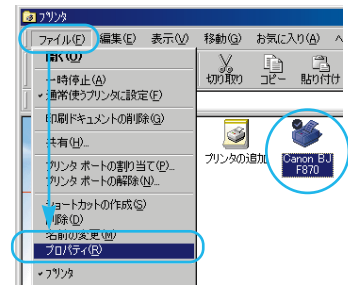 プリンタ
ファイル(F) 編集(E) 表示(V) 移動(G) お気に入り(A) ヘ
開く(O)
一時停止(A)
通常使うプリンタに設定(F)
印刷ドキュメントの削除(G)
共有(H)...
プリンタ ポートの割り当て(P)...
プリンタ ポートの解除(N)...
ショートカットの作成(S)
削除(D)
名前の変更(M)
プロパティ(R)
プリンタ
切り取り コピー 貼り付け
プリンタの追加
Canon BJ
F870